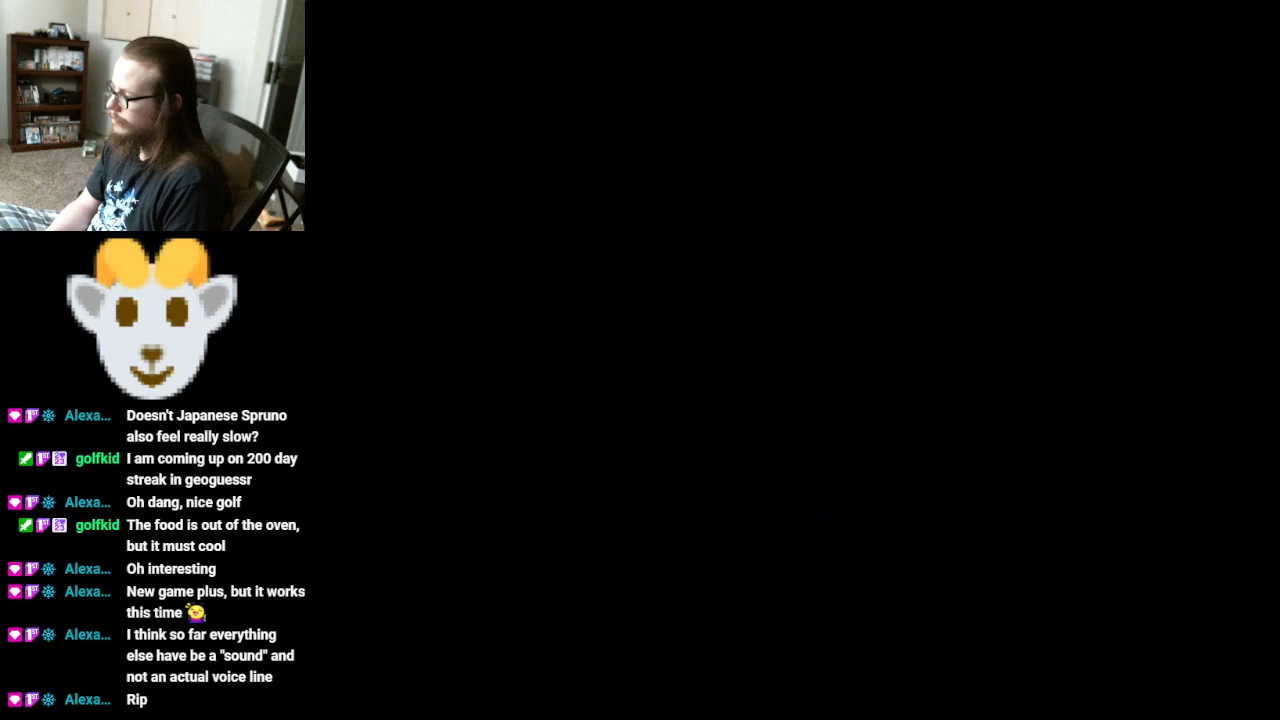 Alexa... Doesn't Japanese Spruno
also feel really slow?
golfkid I am coming up on 200 day
streak in geoguessr
Alexa... Oh dang, nice golf
golfkid The food is out of the oven,
but it must cool
Alexa... Oh interesting
Alexa... New game plus, but it works
this time
Alexa... I think so far everything
else have be a "sound" and
not an actual voice line
Alexa... Rip